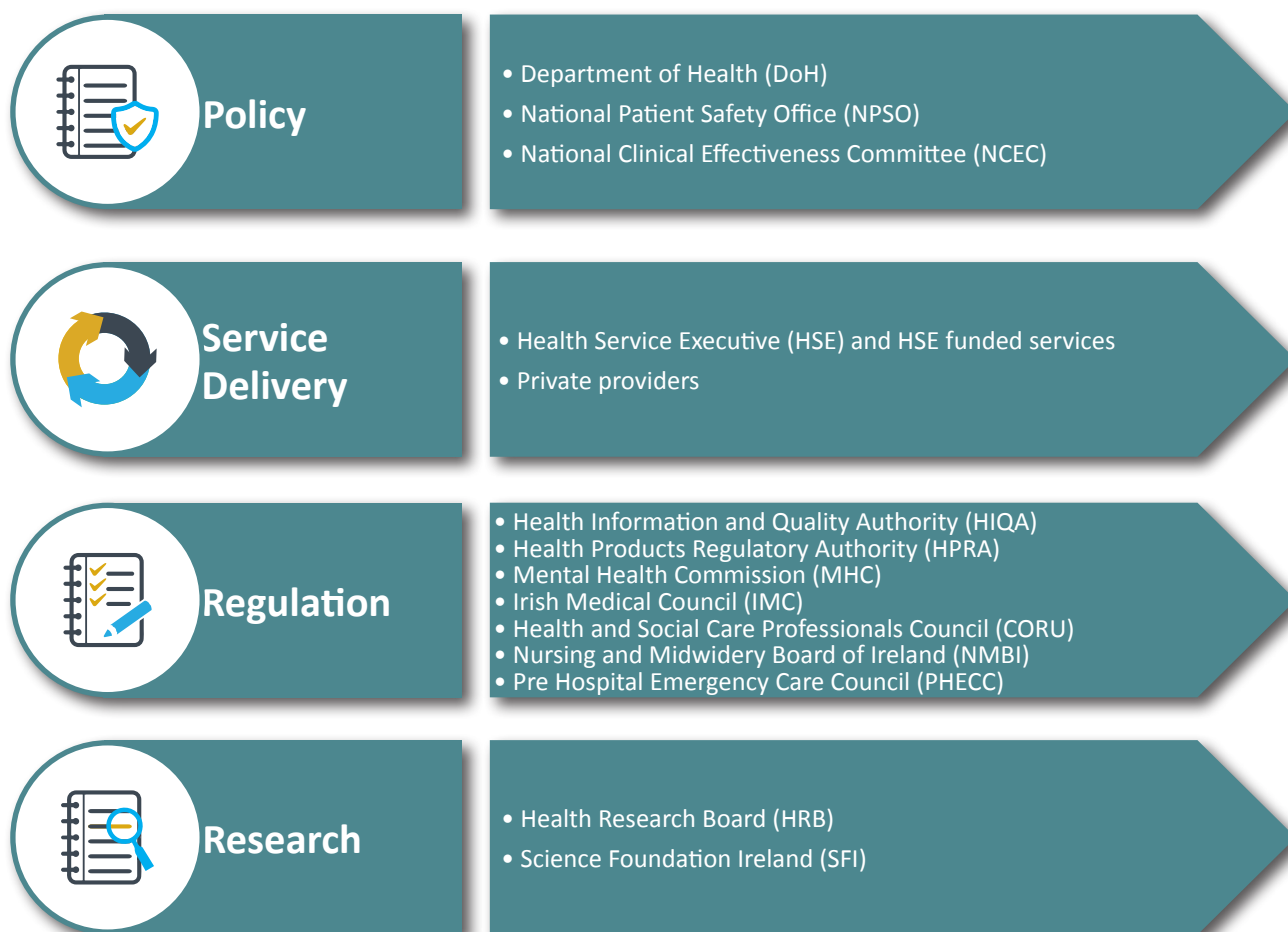 Policy
• Department of Health (DoH)
• National Patient Safety Office (NPSO)
• National Clinical Effectiveness Committee (NCEC)
Service
Delivery
• Health Service Executive (HSE) and HSE funded services
• Private providers
Regulation
• Health Information and Quality Authority (HIQA)
• Health Products Regulatory Authority (HPRA)
• Mental Health Commission (MHC)
• Irish Medical Council (IMC)
• Health and Social Care Professionals Council (CORU)
• Nursing and Midwidery Board of Ireland (NMBI)
• Pre Hospital Emergency Care Council (PHECC)
Research
• Health Research Board (HRB)
• Science Foundation Ireland (SFI)